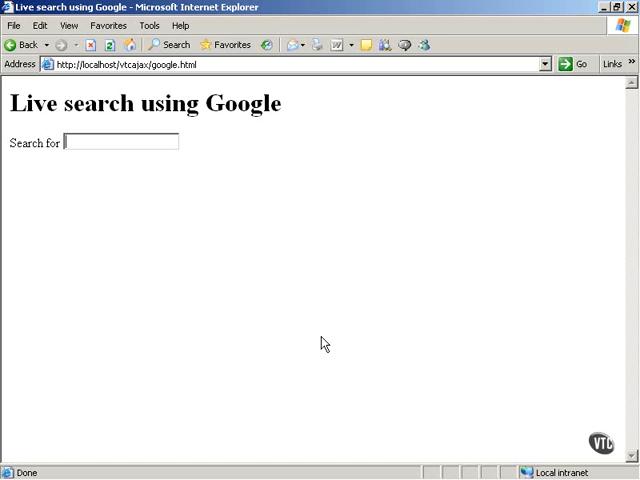 Live search using Google - Microsoft Internet Explorer
File Edit View Favorites Tools Help
Back Search Favorites W
Address http://localhost/vtcajax/google.html Go Links »
Live search using Google
Search for
VTC
Done Local intranet